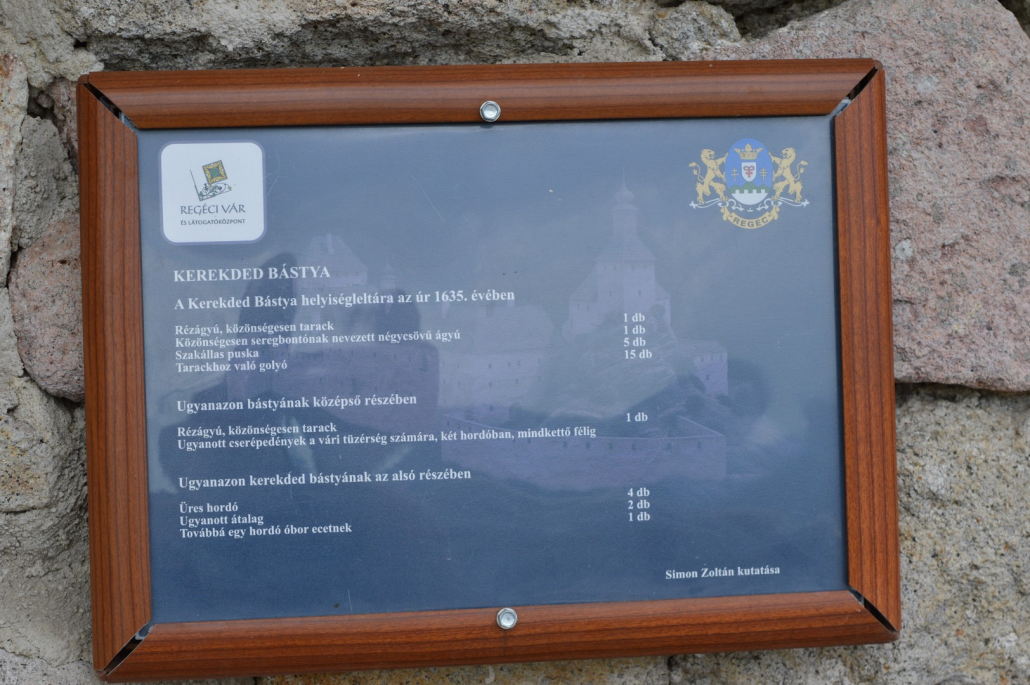 REGÉCI VÁR
ÉS LÁTOGATÓKÖZPONT
REGÉC
KEREKDED BÁSTYA
A Kerekded Bástya helyiségleltára az úr 1635. évében
Rézágyú, közönségesen tarack 1 db
Közönségesen seregbontónak nevezett négycsövű ágyú 1 db
Szakállas puska 5 db
Tarackhoz való golyó 15 db
Ugyanazon bástyának középső részében
Rézágyú, közönségesen tarack 1 db
Ugyanott cserépedények a vári tüzérség számára, két hordóban, mindkettő félig
Ugyanazon kerekded bástyának az alsó részében
Üres hordó 4 db
Ugyanott átalag 2 db
Továbbá egy hordó óbor ecetnek 1 db
Simon Zoltán kutatása